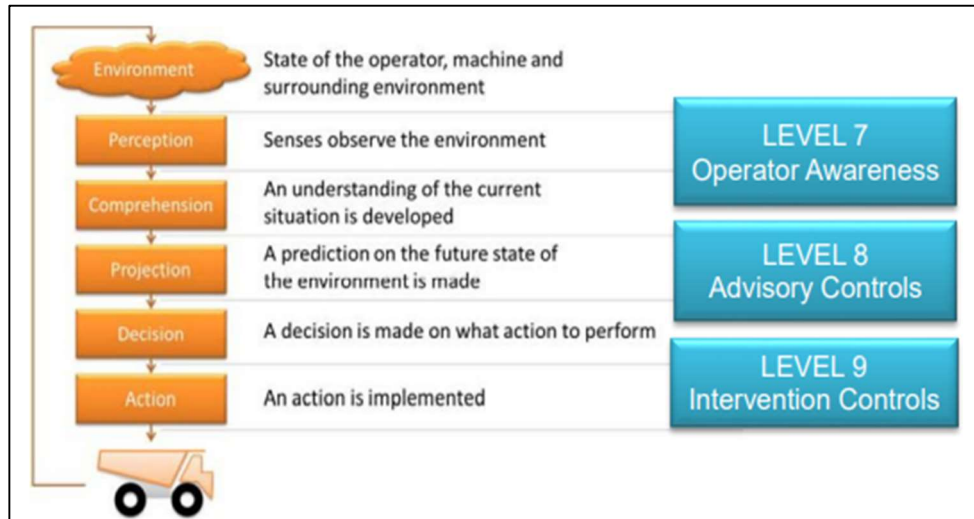 Environment
State of the operator, machine and
surrounding environment
Perception
Senses observe the environment
LEVEL 7
Operator Awareness
Comprehension
An understanding of the current
situation is developed
Projection
A prediction on the future state of
the environment is made
LEVEL 8
Advisory Controls
Decision
A decision is made on what action to perform
Action
An action is implemented
LEVEL 9
Intervention Controls